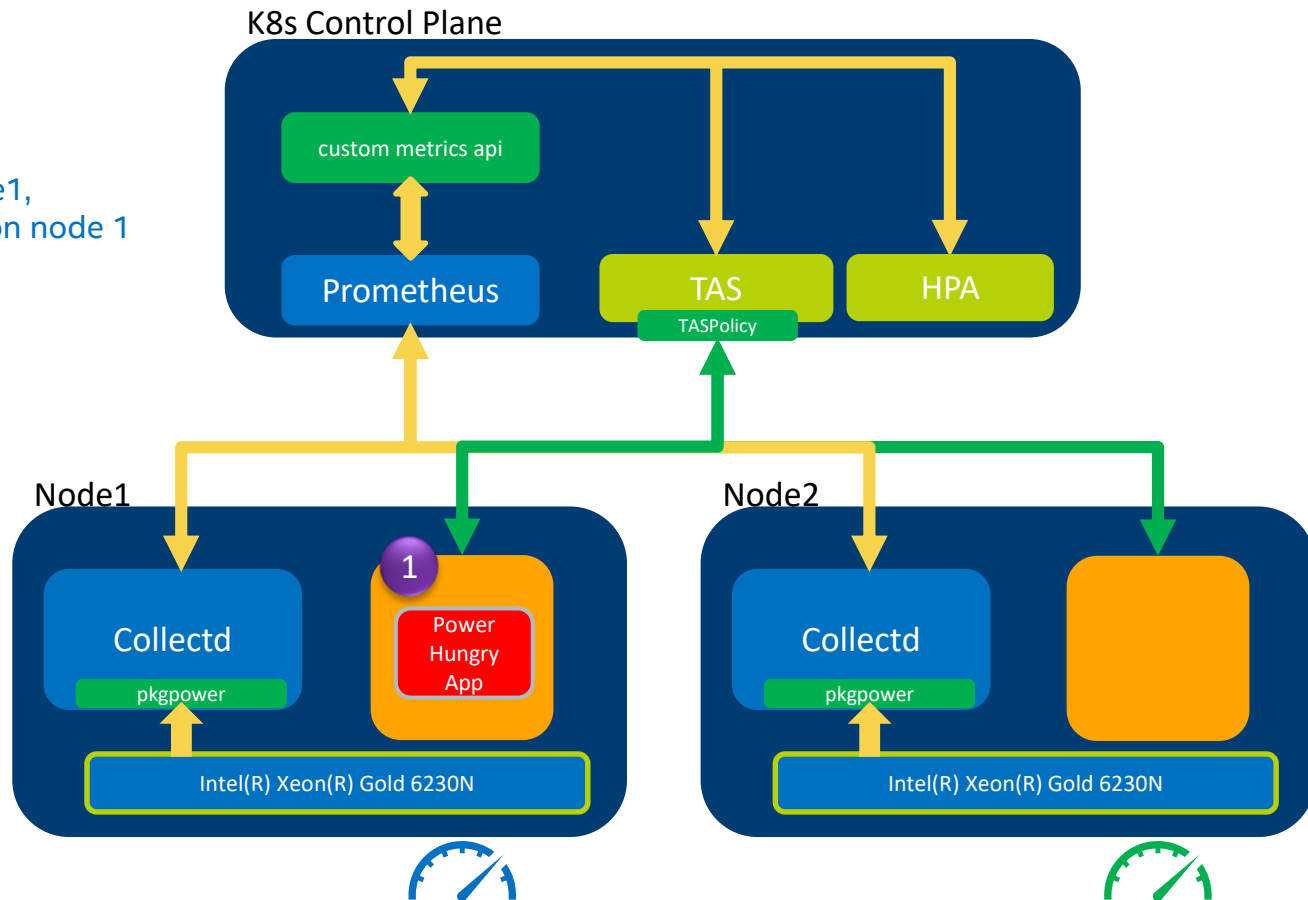 K8s Control Plane
custom metrics api
e1,
on node 1
Prometheus
TAS
HPA
TASPolicy
Node1
Node2
1
Power
Hungry
App
Collectd
pkgpower
Intel(R) Xeon(R) Gold 6230N
Collectd
pkgpower
Intel(R) Xeon(R) Gold 6230N